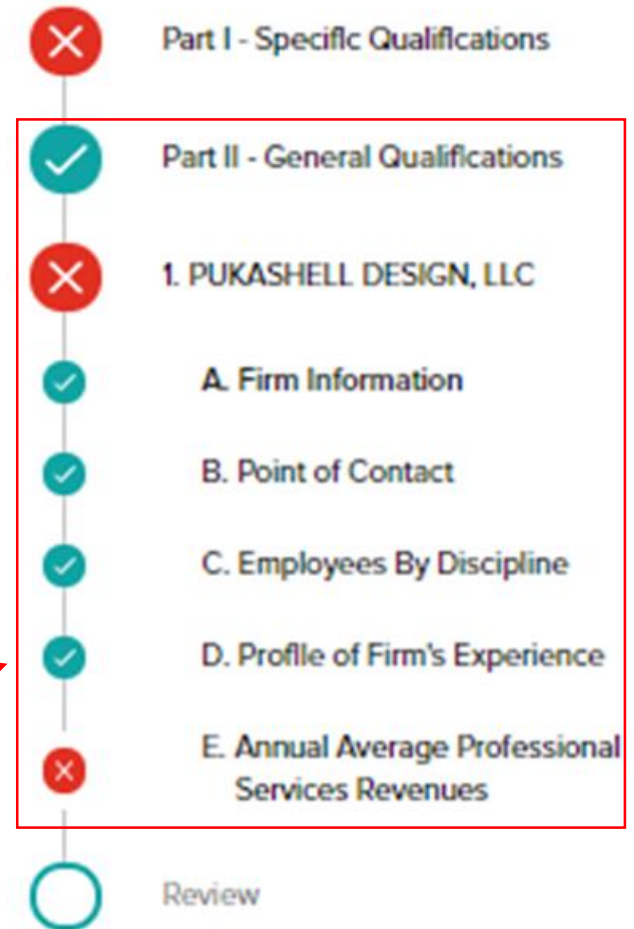 Part I - Specific Qualifications
Part II - General Qualifications
1. PUKASHELL DESIGN, LLC
A. Firm Information
B. Point of Contact
C. Employees By Discipline
D. Profile of Firm's Experience
E. Annual Average Professional
Services Revenues
Review